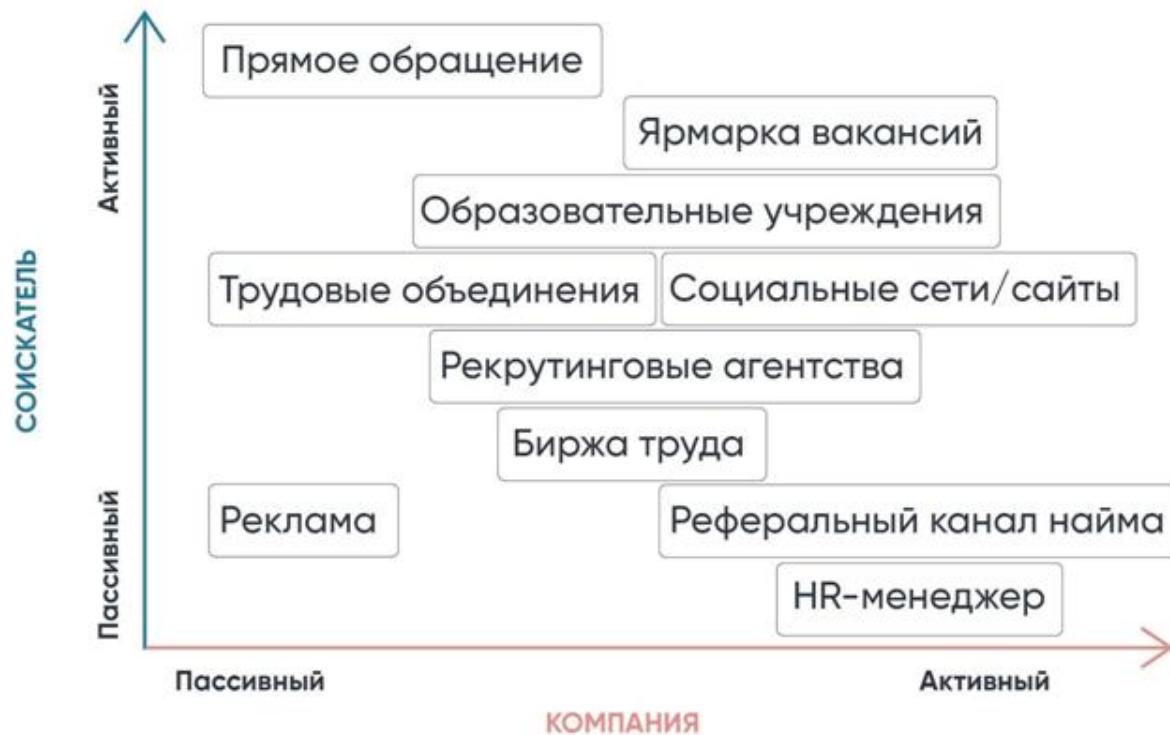 Активный
Прямое обращение
Ярмарка вакансий
Образовательные учреждения
СОИСКАТЕЛЬ
Трудовые объединения
Социальные сети/сайты
Рекрутинговые агентства
Биржа труда
Пассивный
Реклама
Реферальный канал найма
HR-менеджер
Пассивный
Активный
КОМПАНИЯ